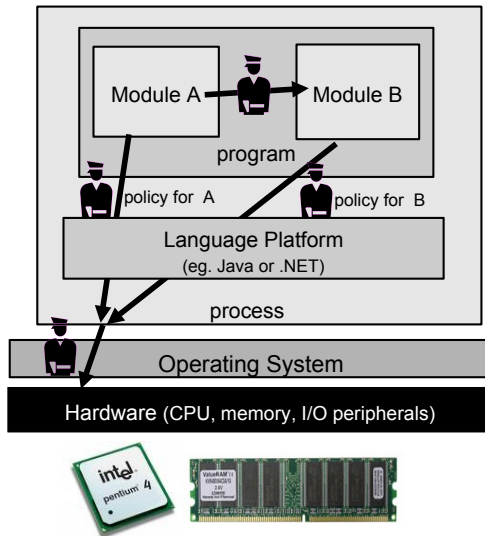 Module A
Module B
program
policy for A
policy for B
Language Platform
(eg. Java or .NET)
process
Operating System
Hardware (CPU, memory, I/O peripherals)
intel
pentium 4
ValueRAM